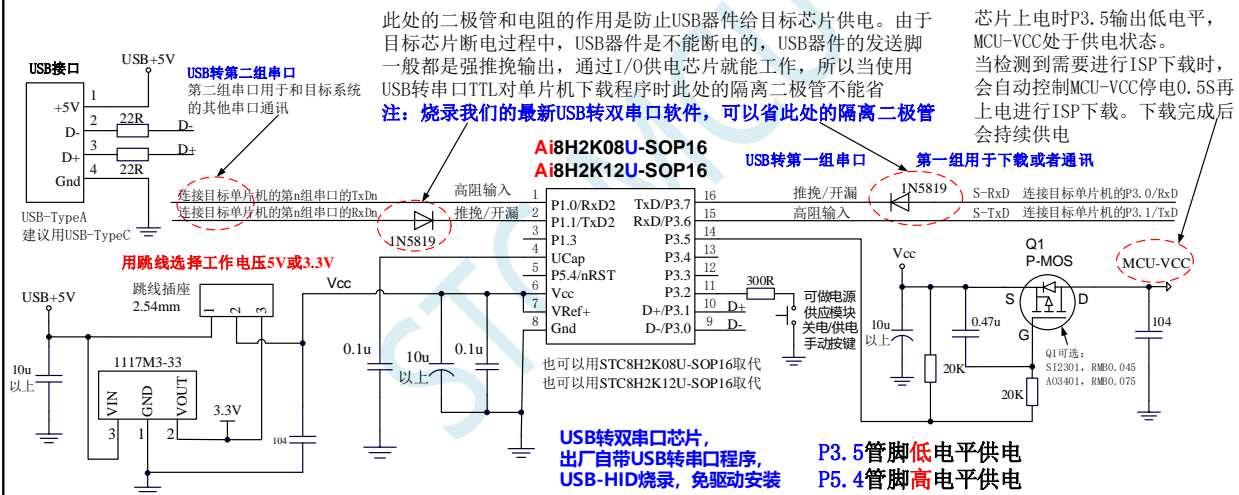 此处的二极管和电阻的作用是防止USB器件给目标芯片供电。由于
目标芯片断电过程中，USB器件是不能断电的，USB器件的发送脚
一般都是强推挽输出，通过I/O供电芯片就能工作，所以当使用
USB转串口TTL对单片机下载程序时此处的隔离二极管不能省
注：烧录我们的最新USB转双串口软件，可以省此处的隔离二极管
芯片上电时P3.5输出低电平，
MCU-VCC处于供电状态。
当检测到需要进行ISP下载时，
会自动控制MCU-VCC停电0.5S再
上电进行ISP下载。下载完成后
会持续供电
USB接口
USB+5V
+5V
1
D-
2
22R
D-
D+
3
22R
D+
Gnd
4
USB-TypeA
建议用USB-TypeC
USB转第二组串口
第二组串口用于和目标系统
的其他串口通讯
连接目标单片机的第n组串口的TxDn
连接目标单片机的第n组串口的RxDn
高阻输入
推挽/开漏
1N5819
Ai8H2K08U-SOP16
Ai8H2K12U-SOP16
1
P1.0/RxD2
2
P1.1/TxD2
3
P1.3
4
UCap
5
P5.4/nRST
6
Vcc
7
VRef+
8
Gnd
TxD/P3.7
16
RxD/P3.6
15
P3.5
14
P3.4
13
P3.3
12
P3.2
11
D+/P3.1
10
D+
D-/P3.0
9
D-
USB转第一组串口
第一组用于下载或者通讯
推挽/开漏
高阻输入
1N5819
S-RxD 连接目标单片机的P3.0/RxD
S-TxD 连接目标单片机的P3.1/TxD
300R
可做电源
供应模块
关电/供电
手动按键
Vcc
10u
以上
0.47u
20K
20K
Q1
P-MOS
S
D
G
MCU-VCC
104
Q1可选：
SI2301, RMB0.045
AO3401, RMB0.075
用跳线选择工作电压5V或3.3V
USB+5V
跳线插座
2.54mm
1
2
3
Vcc
10u
以上
1117M3-33
VIN
GND
VOUT
3
1
2
3.3V
104
0.1u
10u
以上
0.1u
也可以用STC8H2K08U-SOP16取代
也可以用STC8H2K12U-SOP16取代
USB转双串口芯片，
出厂自带USB转串口程序，
USB-HID烧录，免驱动安装
P3.5管脚低电平供电
P5.4管脚高电平供电
STCMCU